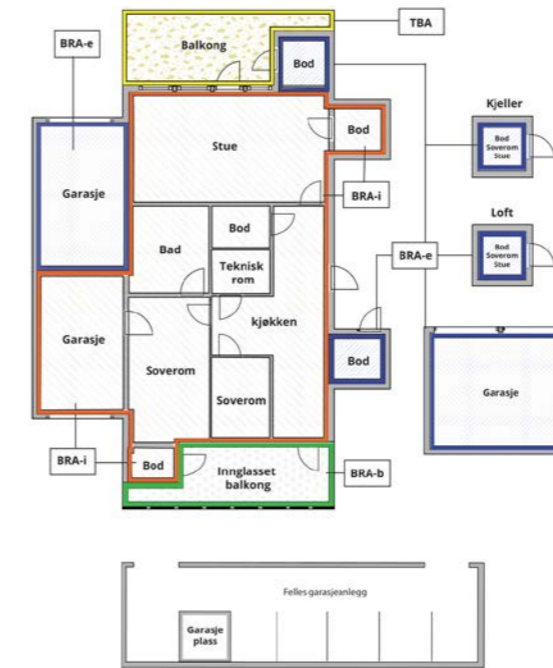 TBA
BRA-e
Balkong
Bod
Kjeller
Bod
Soverom
Stue
Stue
Bod
Garasje
BRA-i
Loft
Bod
Bad
Teknisk
rom
BRA-e
Bod
Soverom
Stue
Garasje
kjøkken
Soverom
Bod
Soverom
Garasje
BRA-i
Bod
Innglasset
balkong
BRA-b
Felles garasjeanlegg
Garasje
plass